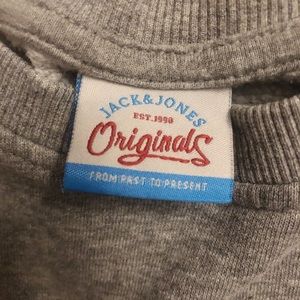 JACK&JONES
EST.1990
Originals
FROM PAST TO PRESENT